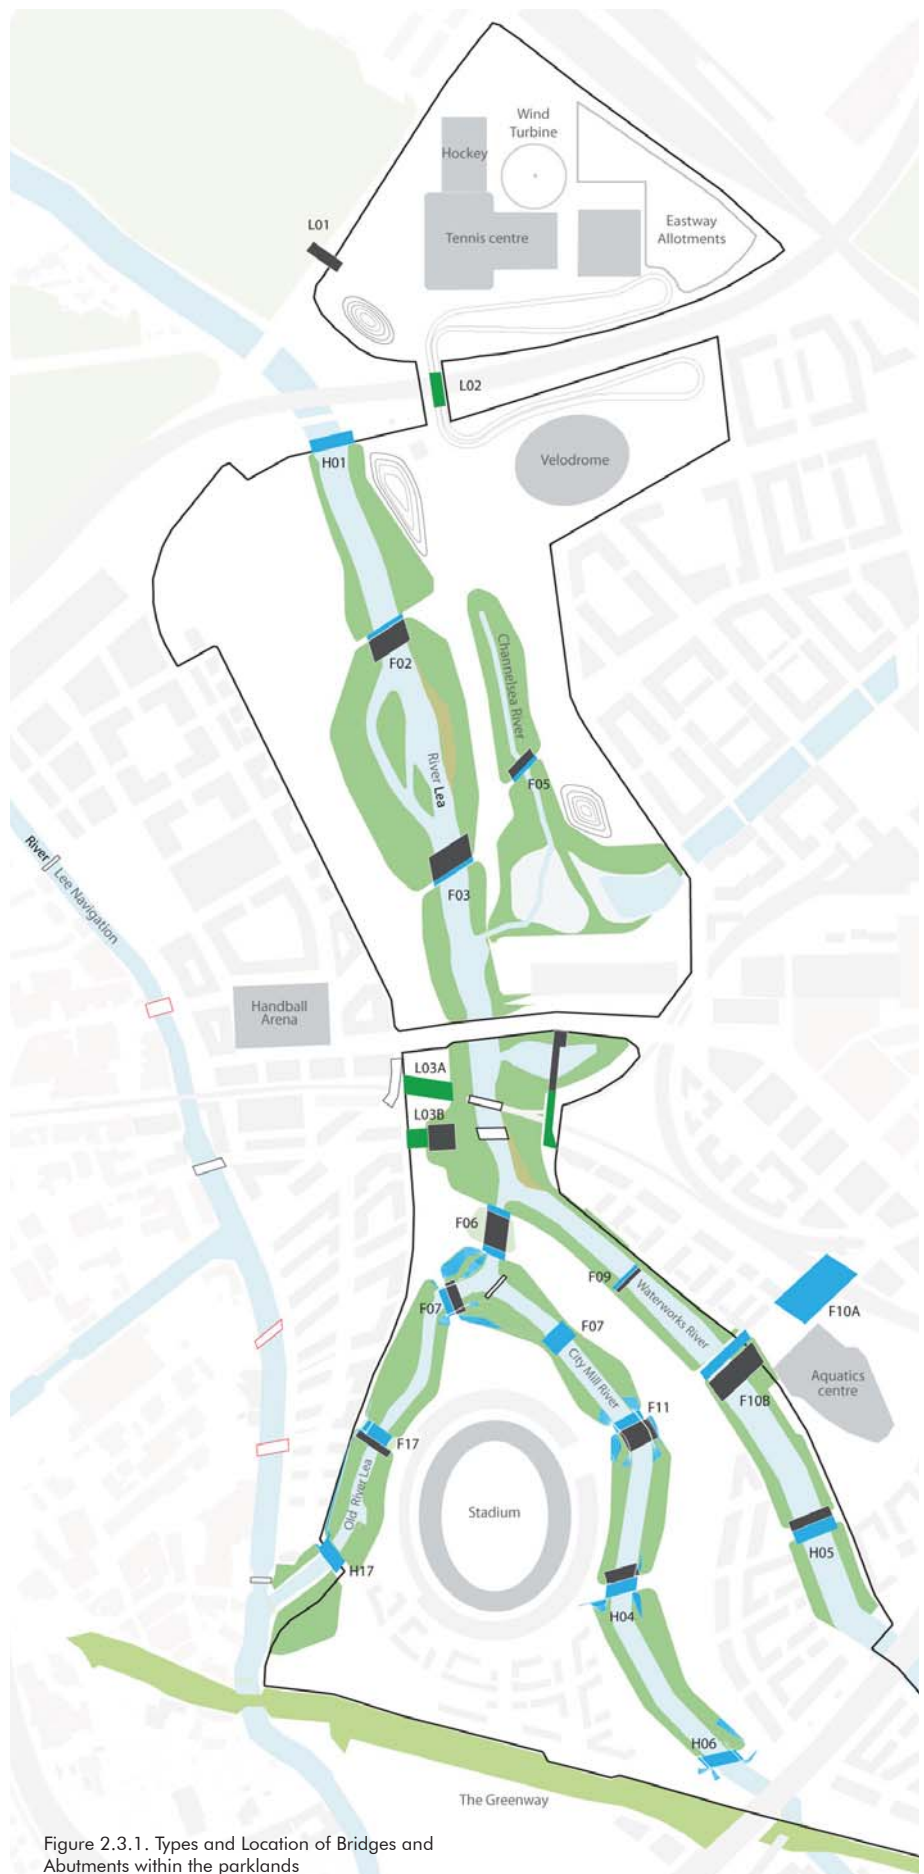 Wind
Turbine
Hockey
L01
Tennis centre
Eastway
Allotments
L02
H01
Velodrome
F02
Channelsea River
River Lea
F05
F03
River
Lee Navigation
Handball
Arena
L03A
L03B
F06
F09
Waterworks River
F10A
F07
F07
City Mill River
Aquatics
centre
F10B
F11
F17
Old River Lea
Stadium
H05
H17
H04
H06
The Greenway
Figure 2.3.1. Types and Location of Bridges and
Abutments within the parklands